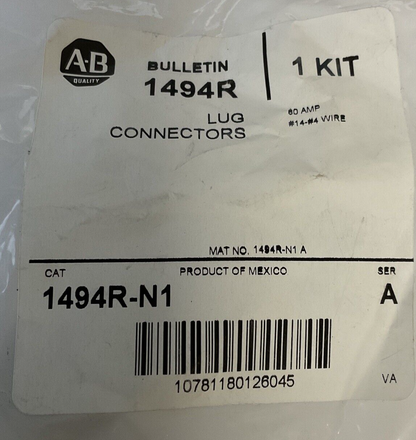 A-B
QUALITY
BULLETIN
1494R
1 KIT
LUG
CONNECTORS
60 AMP
#14-#4 WIRE
MAT NO. 1494R-N1 A
CAT
PRODUCT OF MEXICO
SER
1494R-N1
A
10781180126045
VA